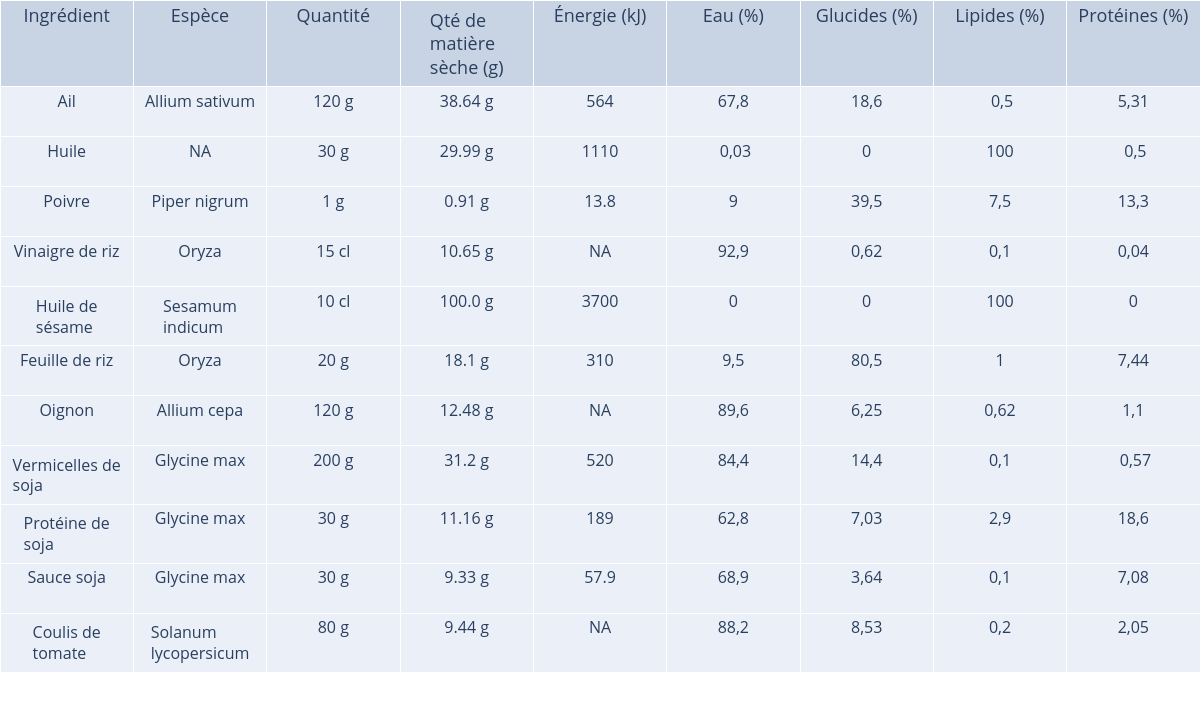 Ingrédient Espèce Quantité Qté de matière sèche (g) Énergie (kJ) Eau (%) Glucides (%) Lipides (%) Protéines (%)
Ail Allium sativum 120 g 38.64 g 564 67,8 18,6 0,5 5,31
Huile NA 30 g 29.99 g 1110 0,03 0 100 0,5
Poivre Piper nigrum 1 g 0.91 g 13.8 9 39,5 7,5 13,3
Vinaigre de riz Oryza 15 cl 10.65 g NA 92,9 0,62 0,1 0,04
Huile de sésame Sesamum indicum 10 cl 100.0 g 3700 0 0 100 0
Feuille de riz Oryza 20 g 18.1 g 310 9,5 80,5 1 7,44
Oignon Allium cepa 120 g 12.48 g NA 89,6 6,25 0,62 1,1
Vermicelles de soja Glycine max 200 g 31.2 g 520 84,4 14,4 0,1 0,57
Protéine de soja Glycine max 30 g 11.16 g 189 62,8 7,03 2,9 18,6
Sauce soja Glycine max 30 g 9.33 g 57.9 68,9 3,64 0,1 7,08
Coulis de tomate Solanum lycopersicum 80 g 9.44 g NA 88,2 8,53 0,2 2,05